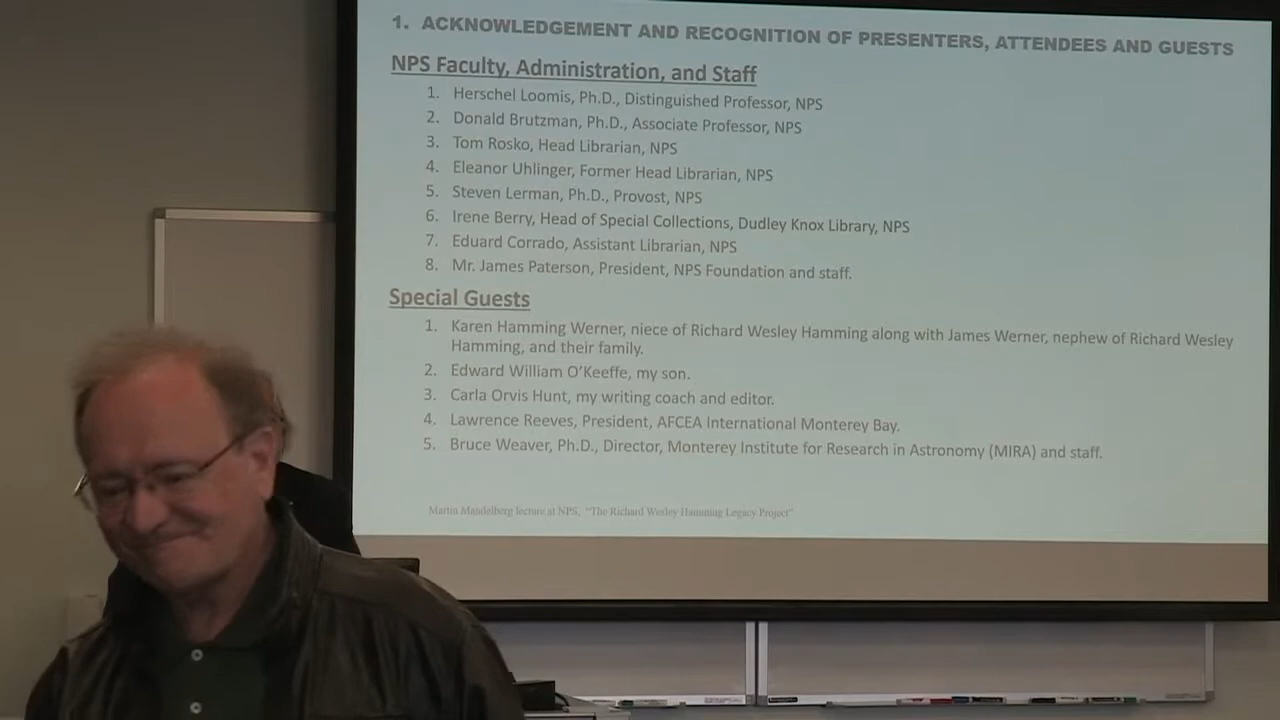 1. ACKNOWLEDGEMENT AND RECOGNITION OF PRESENTERS, ATTENDEES AND GUESTS
NPS Faculty, Administration, and Staff
1. Herschel Loomis, Ph.D., Distinguished Professor, NPS
2. Donald Brutzman, Ph.D., Associate Professor, NPS
3. Tom Rosko, Head Librarian, NPS
4. Eleanor Uhlinger, Former Head Librarian, NPS
5. Steven Lerman, Ph.D., Provost, NPS
6. Irene Berry, Head of Special Collections, Dudley Knox Library, NPS
7. Eduard Corrado, Assistant Librarian, NPS
8. Mr. James Paterson, President, NPS Foundation and staff.
Special Guests
1. Karen Hamming Werner, niece of Richard Wesley Hamming along with James Werner, nephew of Richard Wesley
Hamming, and their family.
2. Edward William O'Keeffe, my son.
3. Carla Orvis Hunt, my writing coach and editor.
4. Lawrence Reeves, President, AFCEA International Monterey Bay.
5. Bruce Weaver, Ph.D., Director, Monterey Institute for Research in Astronomy (MIRA) and staff.
Martin Mandelberg lecture at NPS, "The Richard Wesley Hamming Legacy Project"